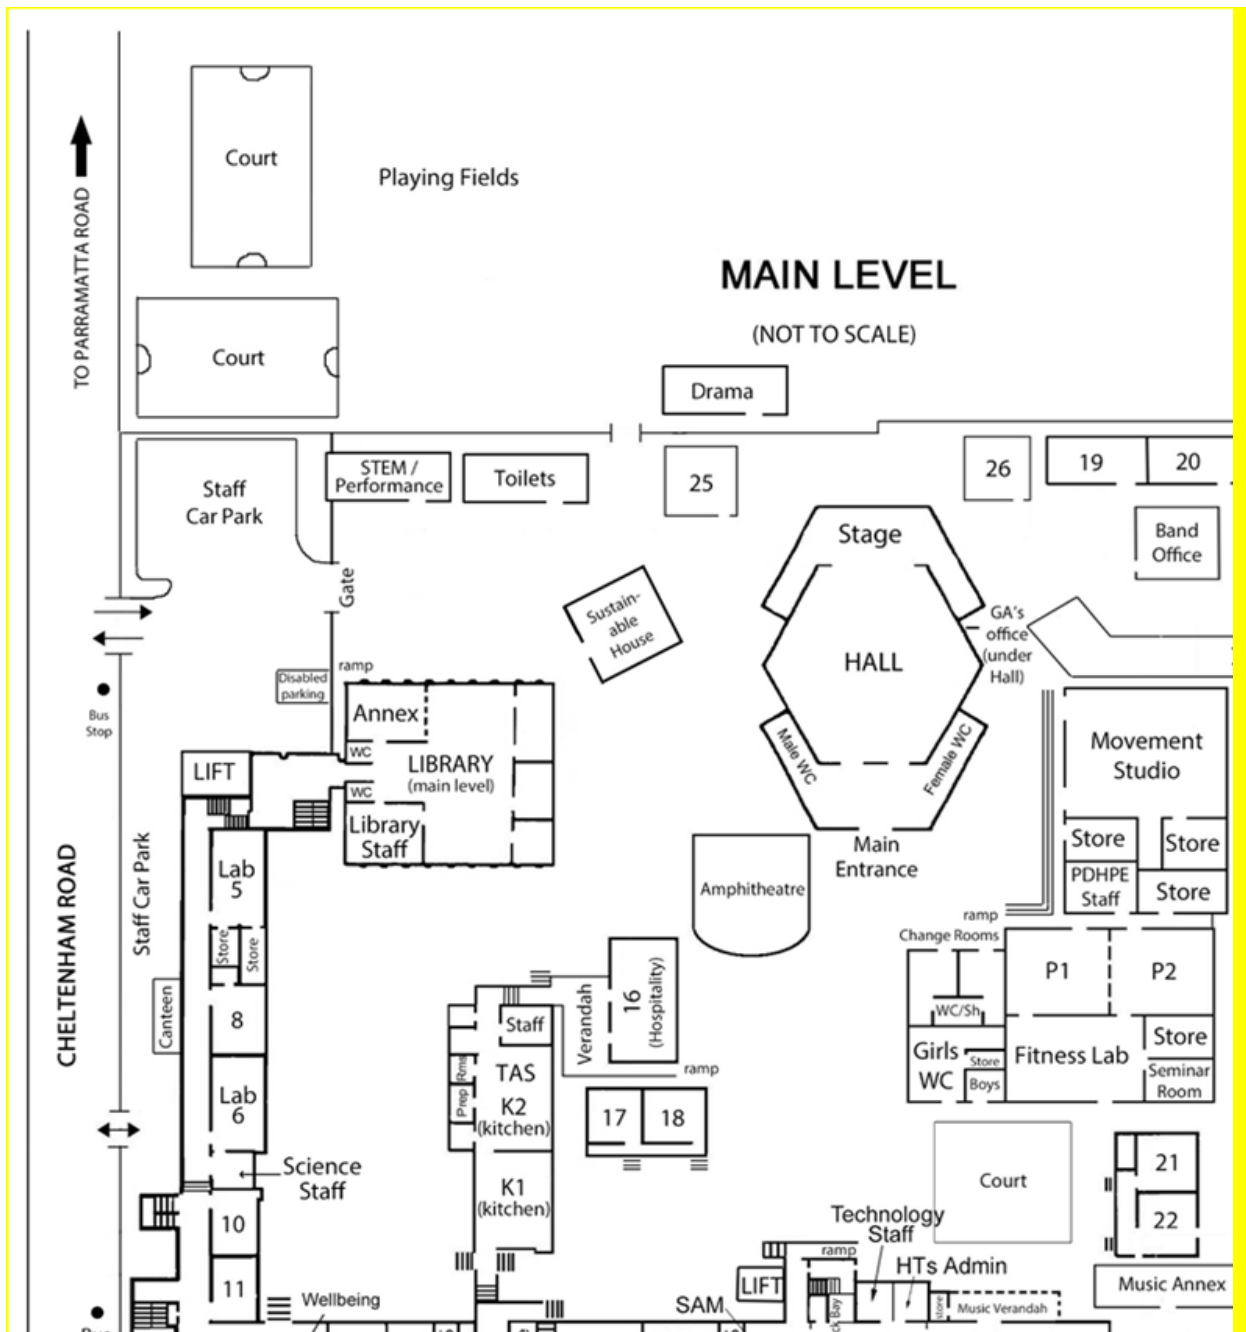 Court
Playing Fields
TO PARRAMATTA ROAD
MAIN LEVEL
(NOT TO SCALE)
Court
Drama
STEM /
Performance
Toilets
25
26
19
20
Staff
Car Park
Stage
Band
Office
Gate
Sustain-
able
House
GA's
office
(under
Hall)
HALL
ramp
Disabled
parking
Bus
Stop
Annex
WC
LIBRARY
(main level)
WC
Library
Staff
LIFT
Male WC
Female WC
Movement
Studio
Main
Entrance
Store
Store
PDHPE
Staff
Store
CHELTENHAM ROAD
Staff Car Park
Lab
5
Amphitheatre
ramp
Change Rooms
Store
Store
P1
P2
Canteen
8
Staff
Verandah
16
(Hospitality)
WC/Sh
Girls
WC
Store
Boys
Fitness Lab
Store
Seminar
Room
Prep Rms
TAS
K2
(kitchen)
ramp
Lab
6
17
18
Science
Staff
K1
(kitchen)
Court
21
22
10
Technology
Staff
ramp
HTs Admin
11
LIFT
Music Annex
Wellbeing
SAM
store
Music Verandah